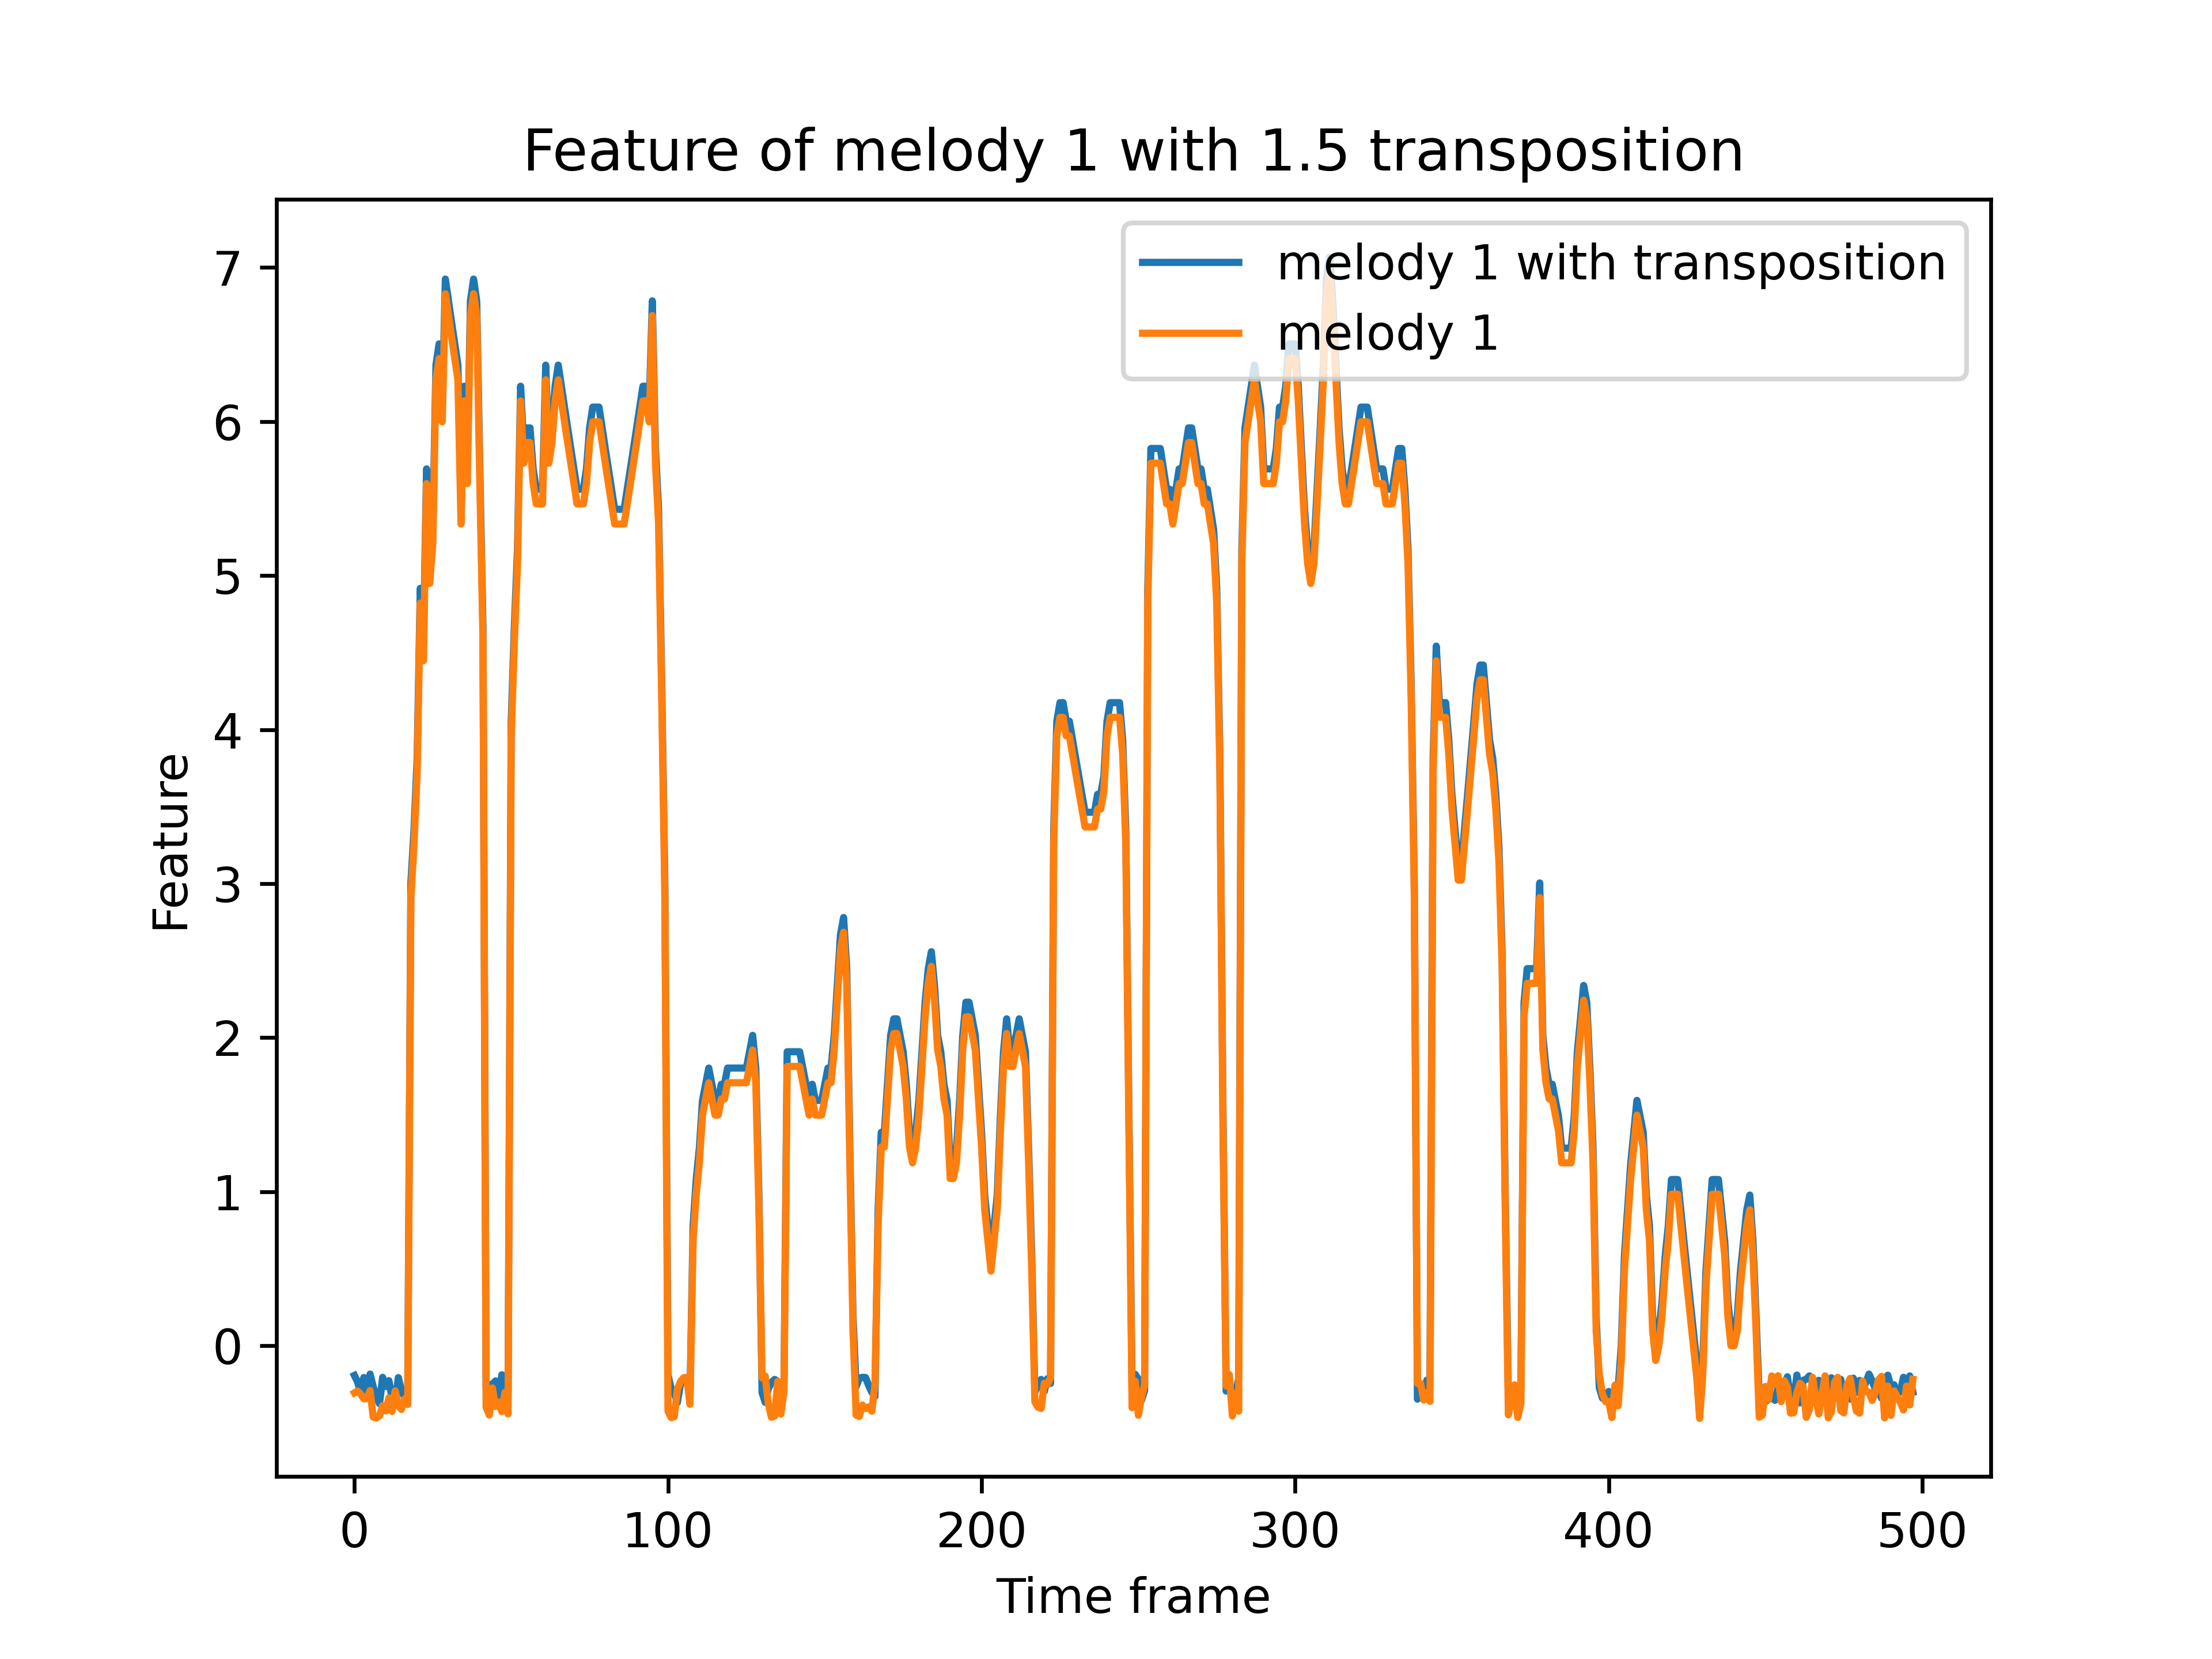 Feature of melody 1 with 1.5 transposition
melody 1 with transposition
melody 1
7
6
5
4
3
2
1
0
Feature
0 100 200 300 400 500
Time frame